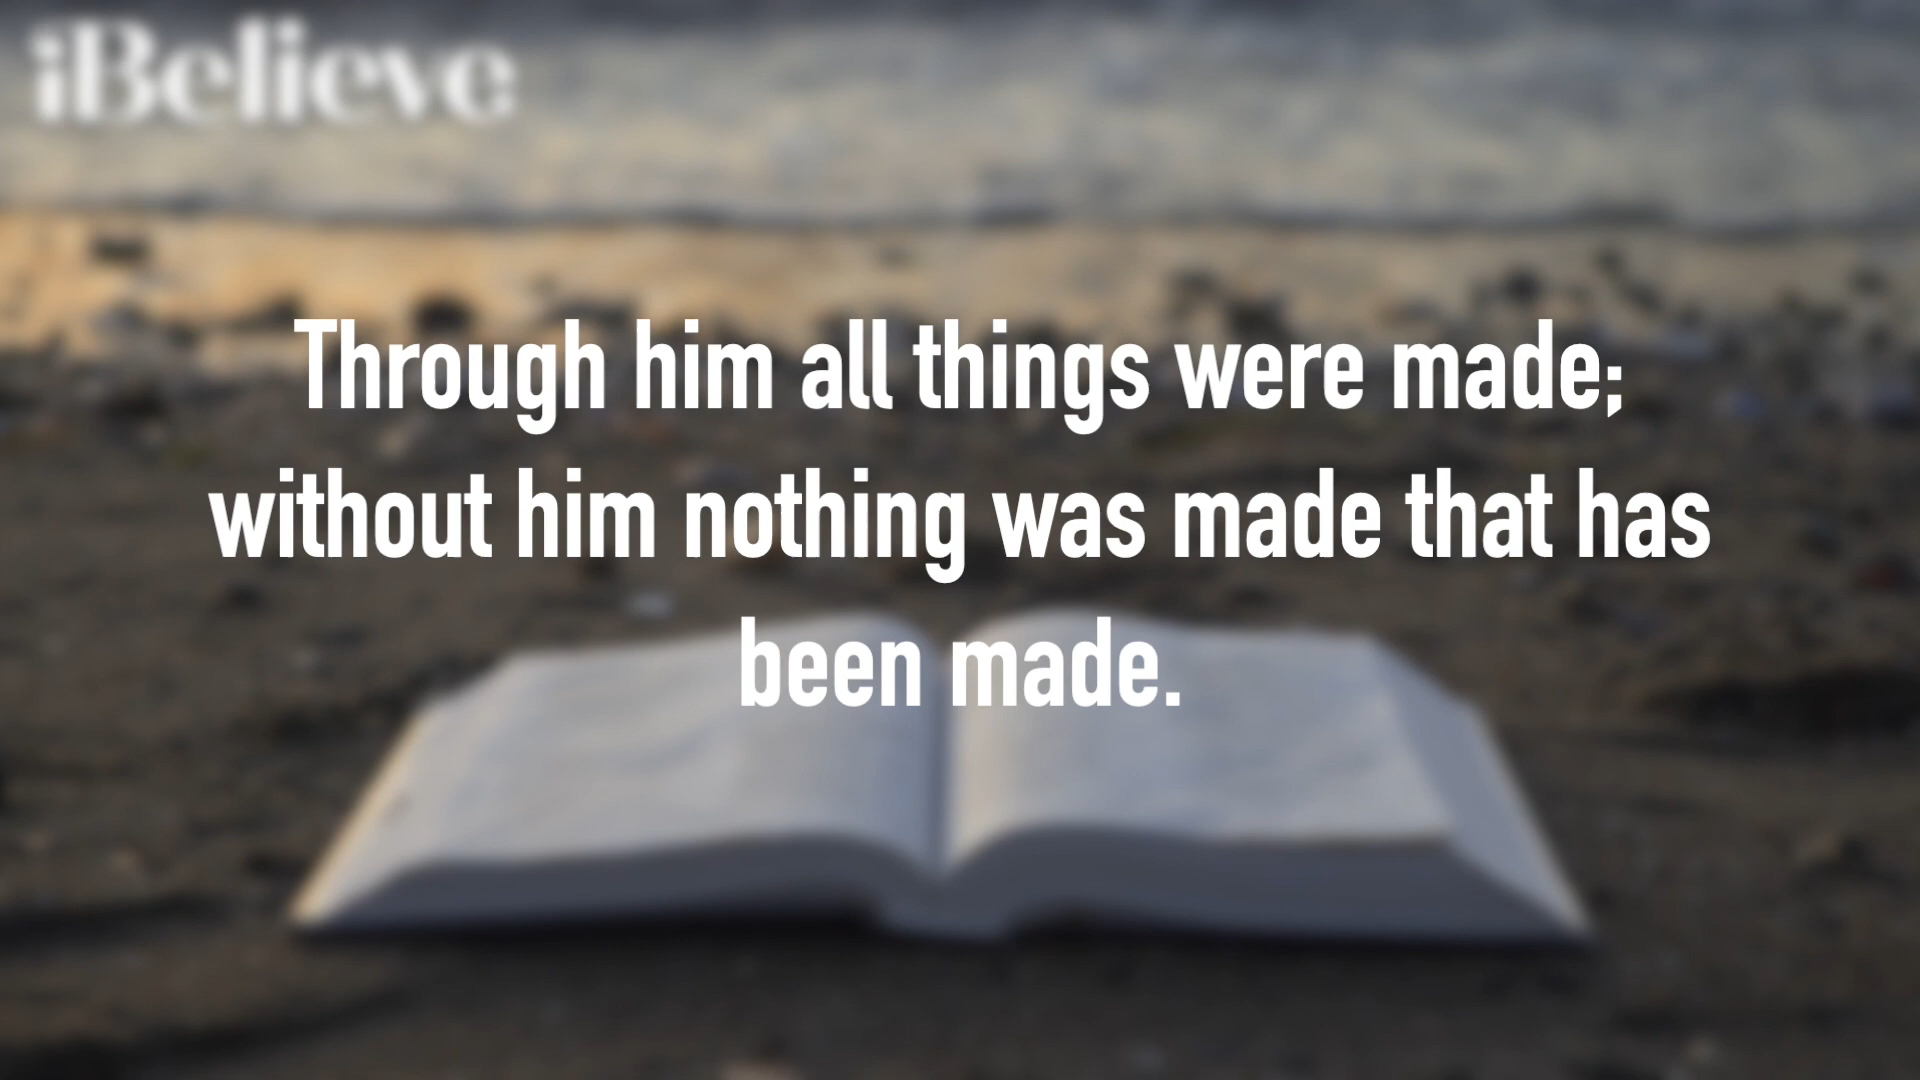 iBelieve
Through him all things were made;
without him nothing was made that has
been made.